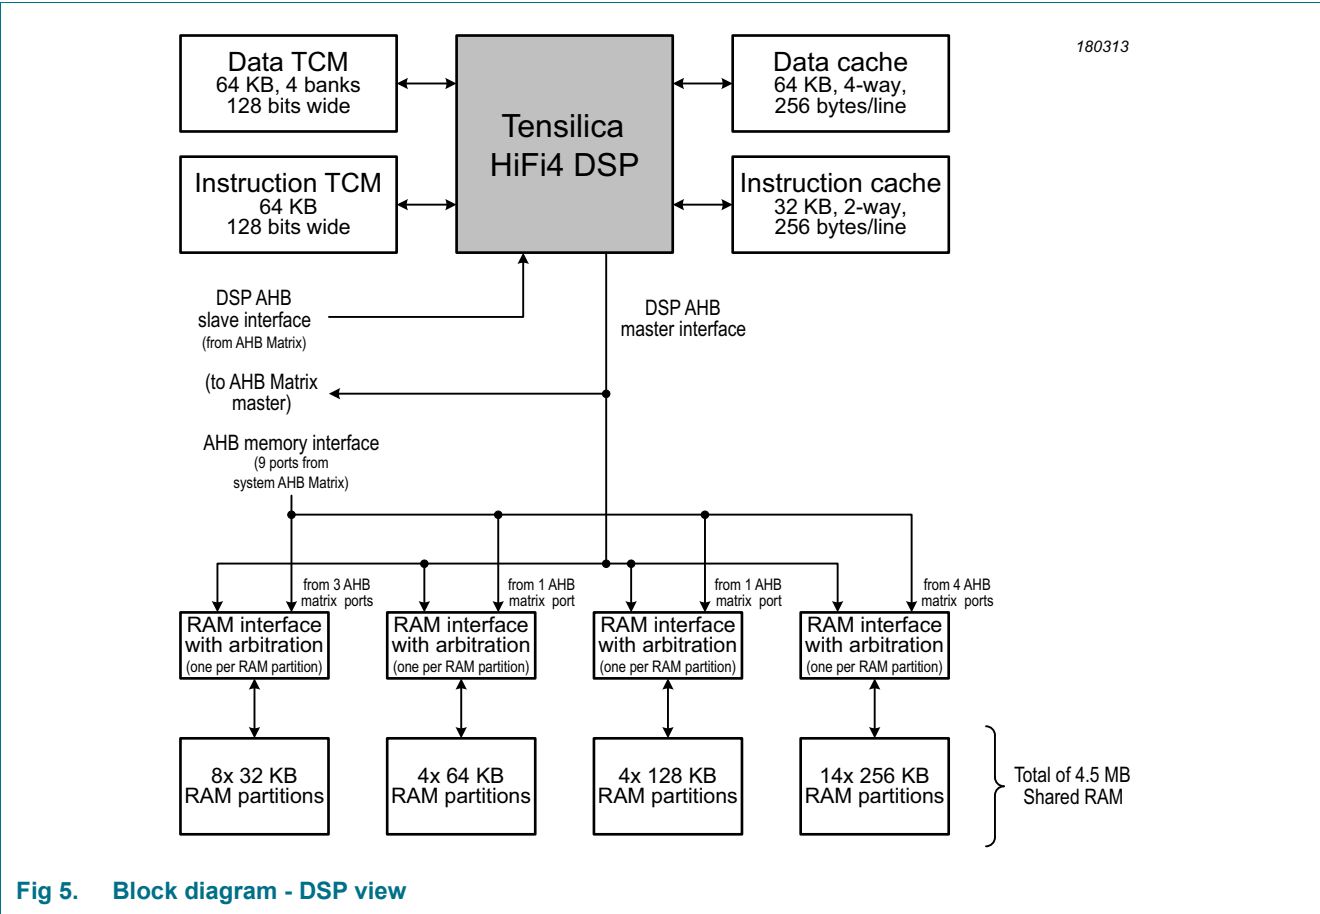 180313
Data TCM
64 KB, 4 banks
128 bits wide
Tensilica
HiFi4 DSP
Data cache
64 KB, 4-way,
256 bytes/line
Instruction TCM
64 KB
128 bits wide
Instruction cache
32 KB, 2-way,
256 bytes/line
DSP AHB
slave interface
(from AHB Matrix)
DSP AHB
master interface
(to AHB Matrix
master)
AHB memory interface
(9 ports from
system AHB Matrix)
from 3 AHB
matrix ports
from 1 AHB
matrix port
from 1 AHB
matrix port
from 4 AHB
matrix ports
RAM interface
with arbitration
(one per RAM partition)
RAM interface
with arbitration
(one per RAM partition)
RAM interface
with arbitration
(one per RAM partition)
RAM interface
with arbitration
(one per RAM partition)
8x 32 KB
RAM partitions
4x 64 KB
RAM partitions
4x 128 KB
RAM partitions
14x 256 KB
RAM partitions
Total of 4.5 MB
Shared RAM
Fig 5. Block diagram - DSP view